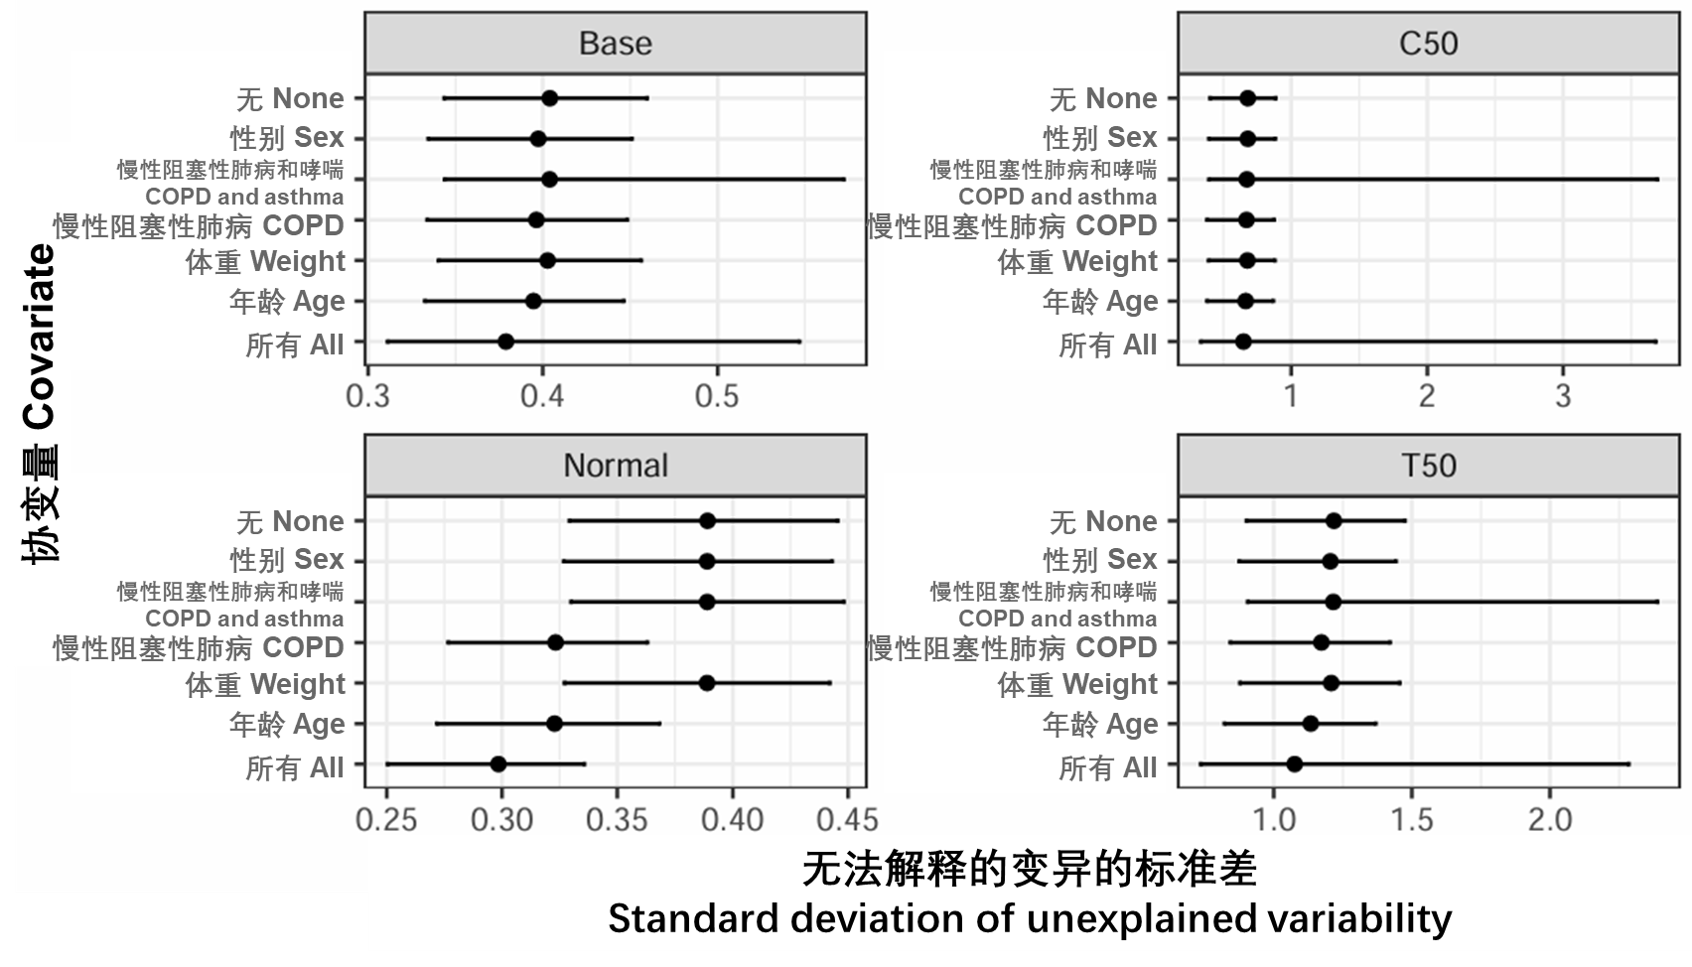 协变量 Covariate
Base
无 None
性别 Sex
慢性阻塞性肺病和哮喘
COPD and asthma
慢性阻塞性肺病 COPD
体重 Weight
年龄 Age
所有 All
0.3 0.4 0.5
C50
无 None
性别 Sex
慢性阻塞性肺病和哮喘
COPD and asthma
慢性阻塞性肺病 COPD
体重 Weight
年龄 Age
所有 All
1 2 3
Normal
无 None
性别 Sex
慢性阻塞性肺病和哮喘
COPD and asthma
慢性阻塞性肺病 COPD
体重 Weight
年龄 Age
所有 All
0.25 0.30 0.35 0.40 0.45
T50
无 None
性别 Sex
慢性阻塞性肺病和哮喘
COPD and asthma
慢性阻塞性肺病 COPD
体重 Weight
年龄 Age
所有 All
1.0 1.5 2.0
无法解释的变异的标准差
Standard deviation of unexplained variability